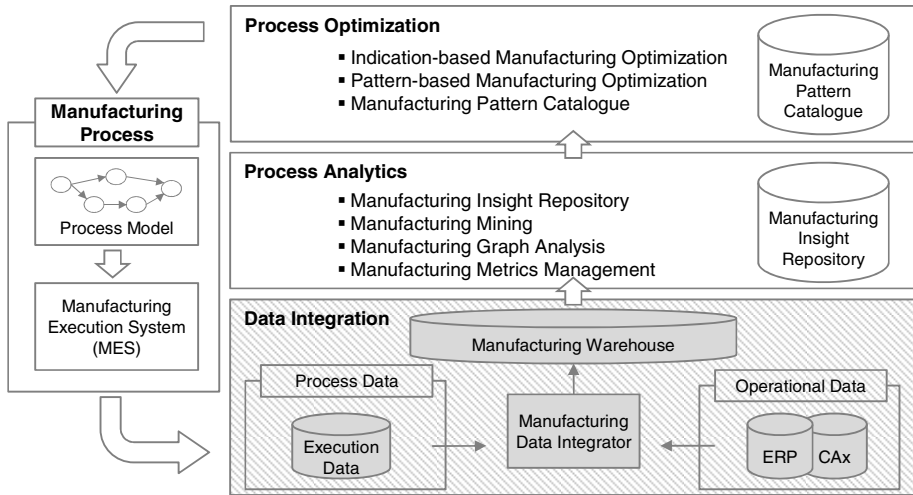 Process Optimization
▪ Indication-based Manufacturing Optimization
▪ Pattern-based Manufacturing Optimization
▪ Manufacturing Pattern Catalogue
Manufacturing
Pattern
Catalogue
Manufacturing
Process
Process Model
Manufacturing
Execution System
(MES)
Process Analytics
▪ Manufacturing Insight Repository
▪ Manufacturing Mining
▪ Manufacturing Graph Analysis
▪ Manufacturing Metrics Management
Manufacturing
Insight
Repository
Data Integration
Manufacturing Warehouse
Process Data
Execution
Data
Manufacturing
Data Integrator
Operational Data
ERP
CAx